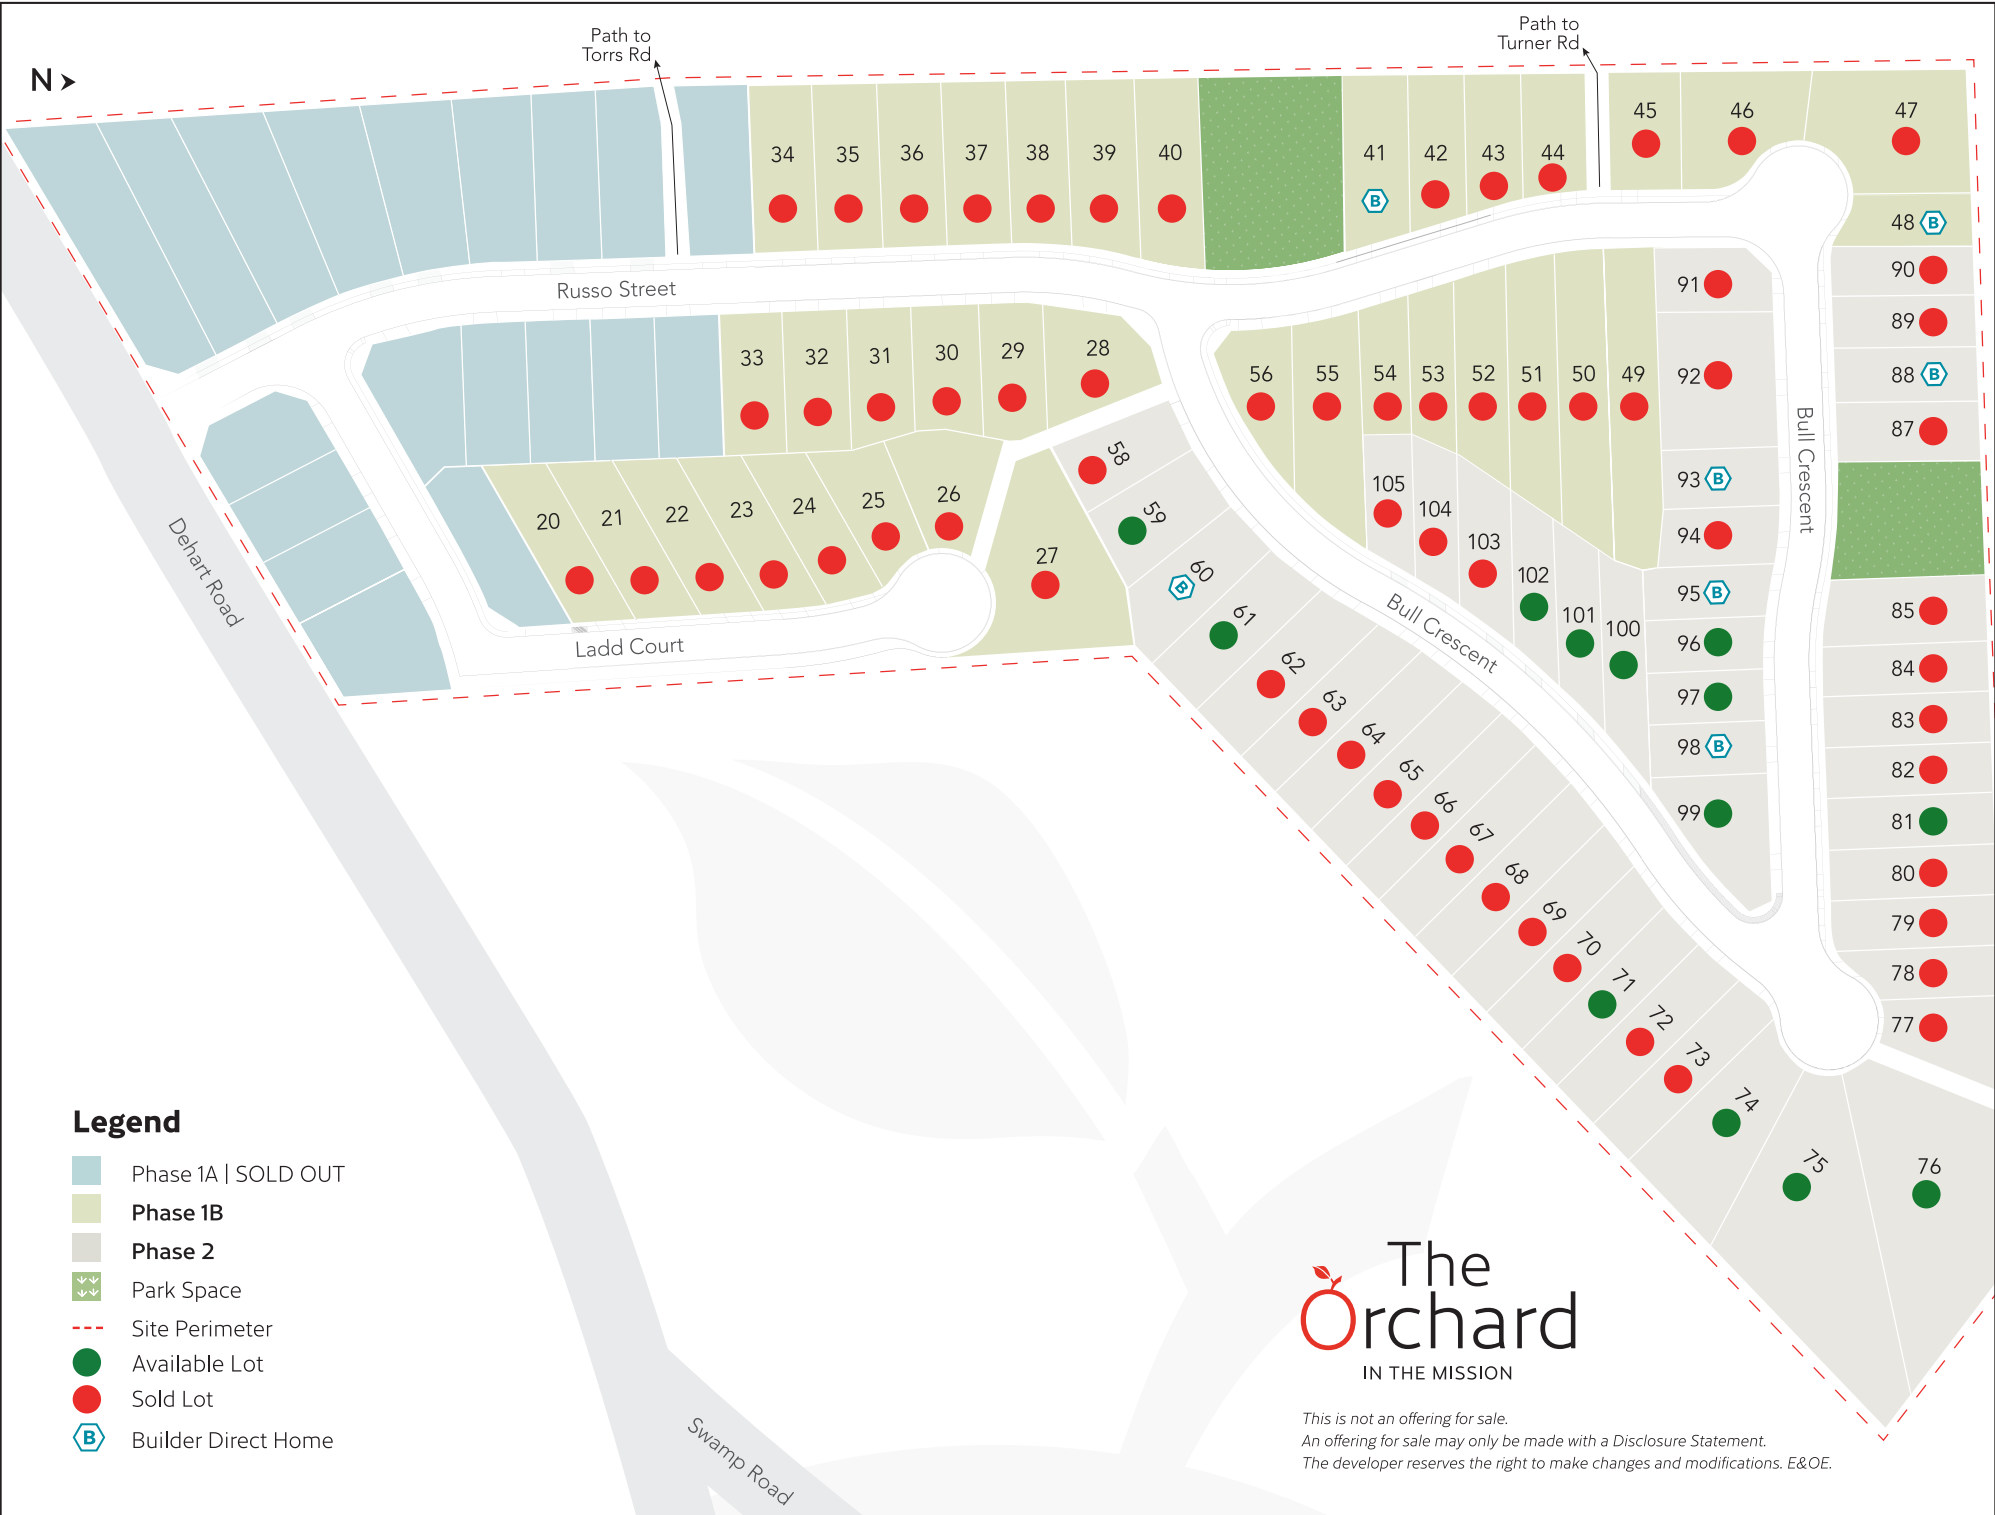 Path to
Torrs Rd
Path to
Turner Rd
N
45
46
47
34
35
36
37
38
39
40
41
42
43
44
B
48
B
90
91
89
Russo Street
33
32
31
30
29
28
56
55
54
53
52
51
50
49
92
88
B
87
Bull Crescent
58
59
60
B
61
62
63
64
65
66
67
68
69
70
71
72
73
74
75
76
105
104
103
102
101
100
93
B
94
95
B
96
97
98
B
99
20
21
22
23
24
25
26
27
Dehart Road
Ladd Court
Bull Crescent
85
84
83
82
81
80
79
78
77
Legend
Phase 1A | SOLD OUT
Phase 1B
Phase 2
Park Space
Site Perimeter
Available Lot
Sold Lot
B
Builder Direct Home
Swamp Road
The
Orchard
IN THE MISSION
This is not an offering for sale.
An offering for sale may only be made with a Disclosure Statement.
The developer reserves the right to make changes and modifications. E&OE.